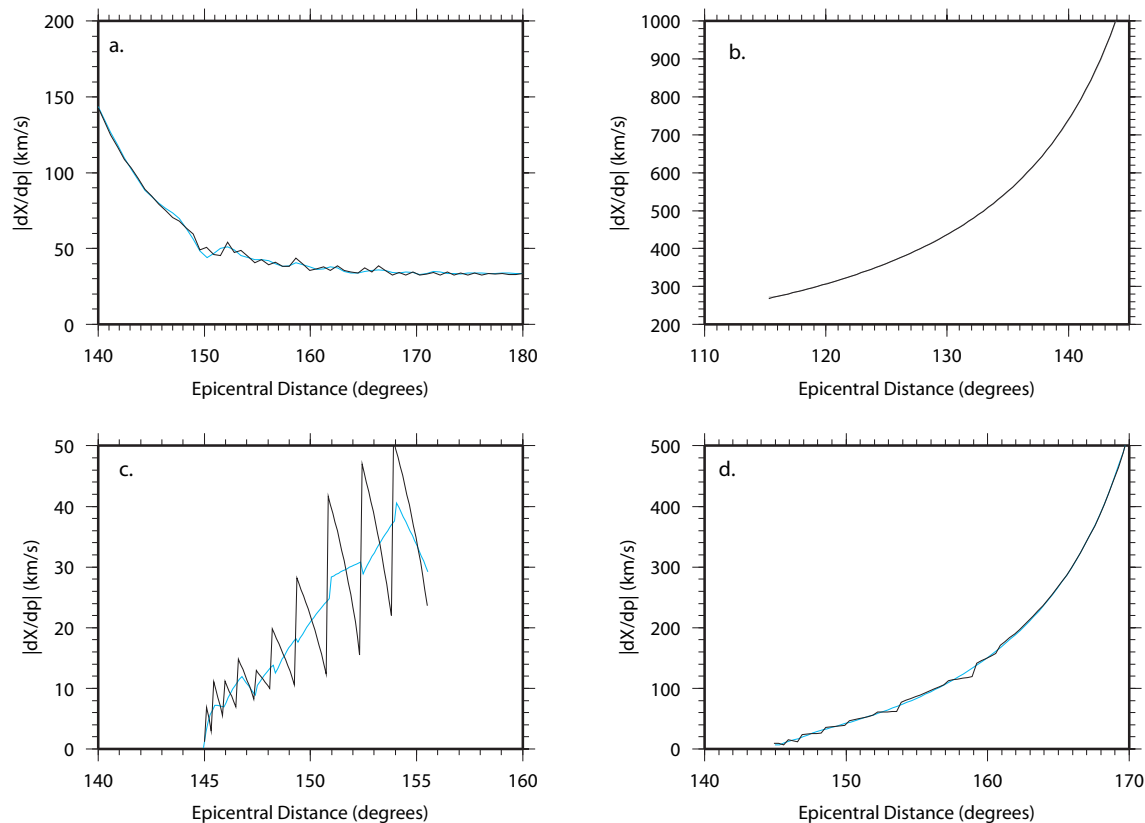 a.
|dX/dp| (km/s)
200
150
100
50
0
140 150 160 170 180
Epicentral Distance (degrees)
b.
|dX/dp| (km/s)
1000
900
800
700
600
500
400
300
200
110 120 130 140
Epicentral Distance (degrees)
c.
|dX/dp| (km/s)
50
40
30
20
10
0
140 145 150 155 160
Epicentral Distance (degrees)
d.
|dX/dp| (km/s)
500
400
300
200
100
0
140 150 160 170
Epicentral Distance (degrees)